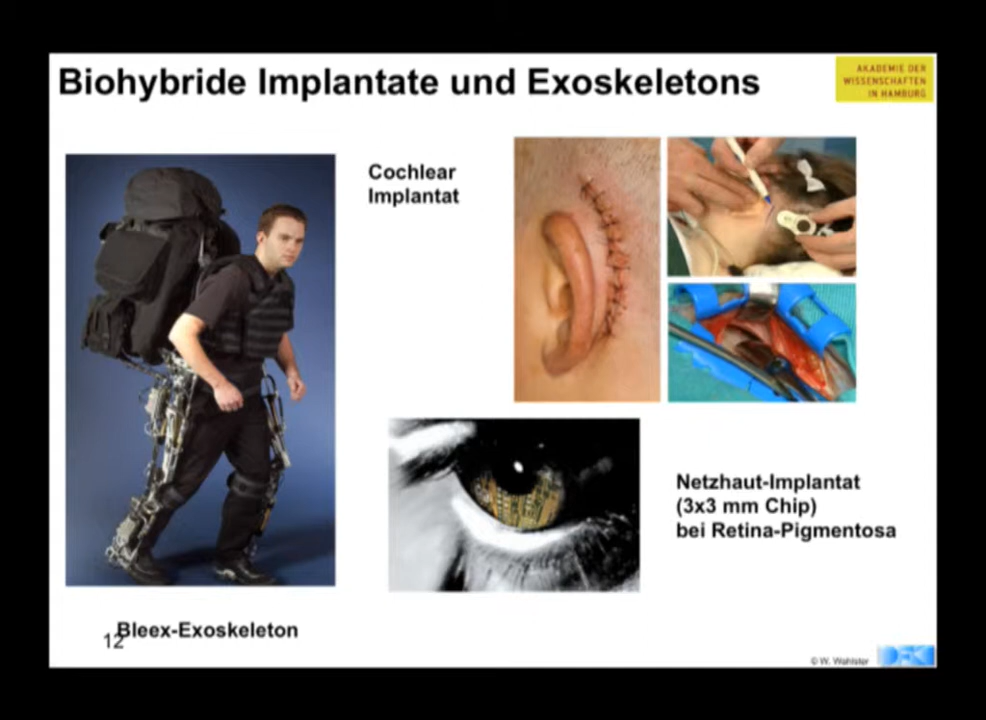 Biohybride Implantate und Exoskeletons
AKADEMIE DER
WISSENSCHAFTEN
IN HAMBURG
Cochlear
Implantat
Netzhaut-Implantat
(3x3 mm Chip)
bei Retina-Pigmentosa
Bleex-Exoskeleton
12
© W. Wahlster
DFKI